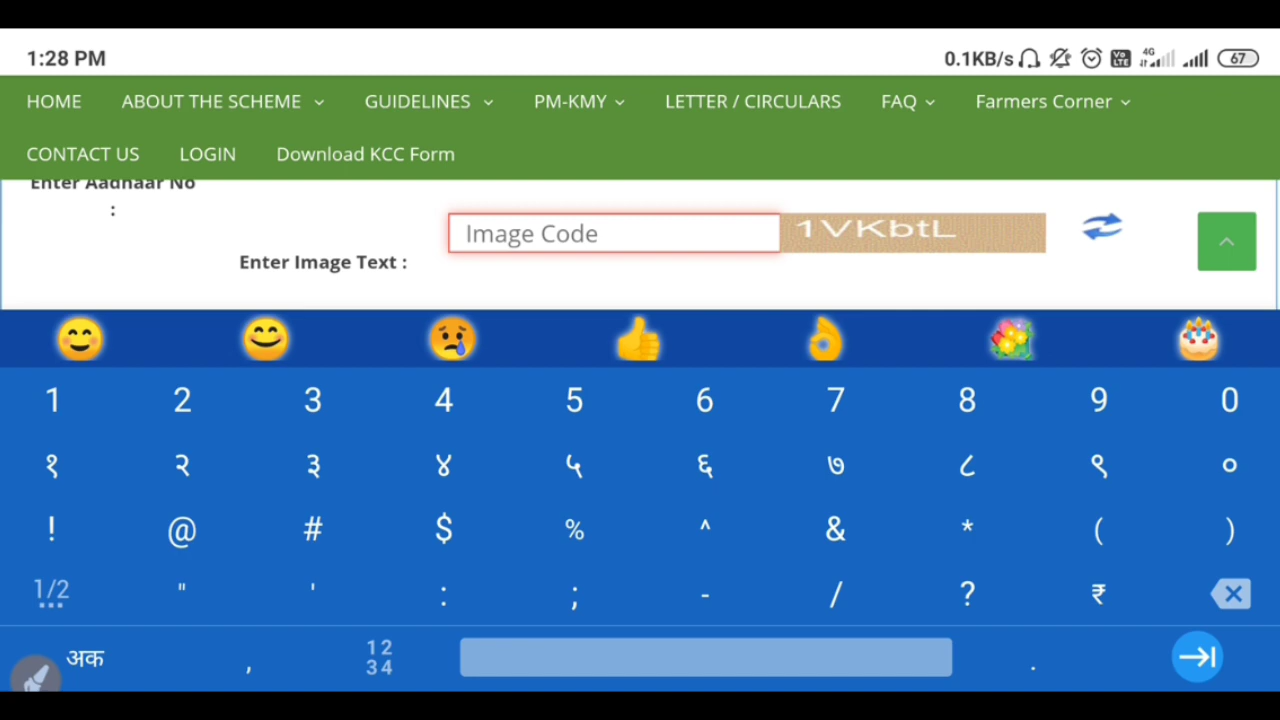 1:28 PM 0.1KB/s Vo LTE 4G 67
HOME ABOUT THE SCHEME GUIDELINES PM-KMY LETTER / CIRCULARS FAQ Farmers Corner
CONTACT US LOGIN Download KCC Form
Enter Aadhaar No
:
Image Code 1VKbtL
Enter Image Text :
1 2 3 4 5 6 7 8 9 0
१ २ ३ ४ ५ ६ ७ ८ ९ ०
! @ # $ % ^ & * ( )
1/2 " ' : ; - / ? ₹
अक , 12 .
34